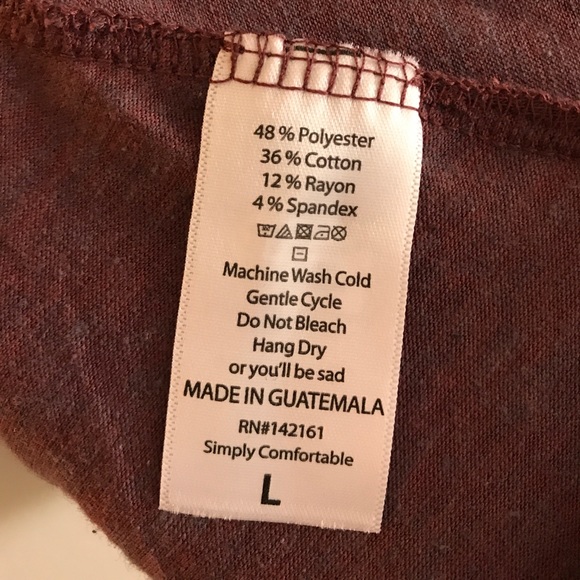 48 % Polyester
36 % Cotton
12 % Rayon
4 % Spandex
Machine Wash Cold
Gentle Cycle
Do Not Bleach
Hang Dry
or you'll be sad
MADE IN GUATEMALA
RN#142161
Simply Comfortable
L